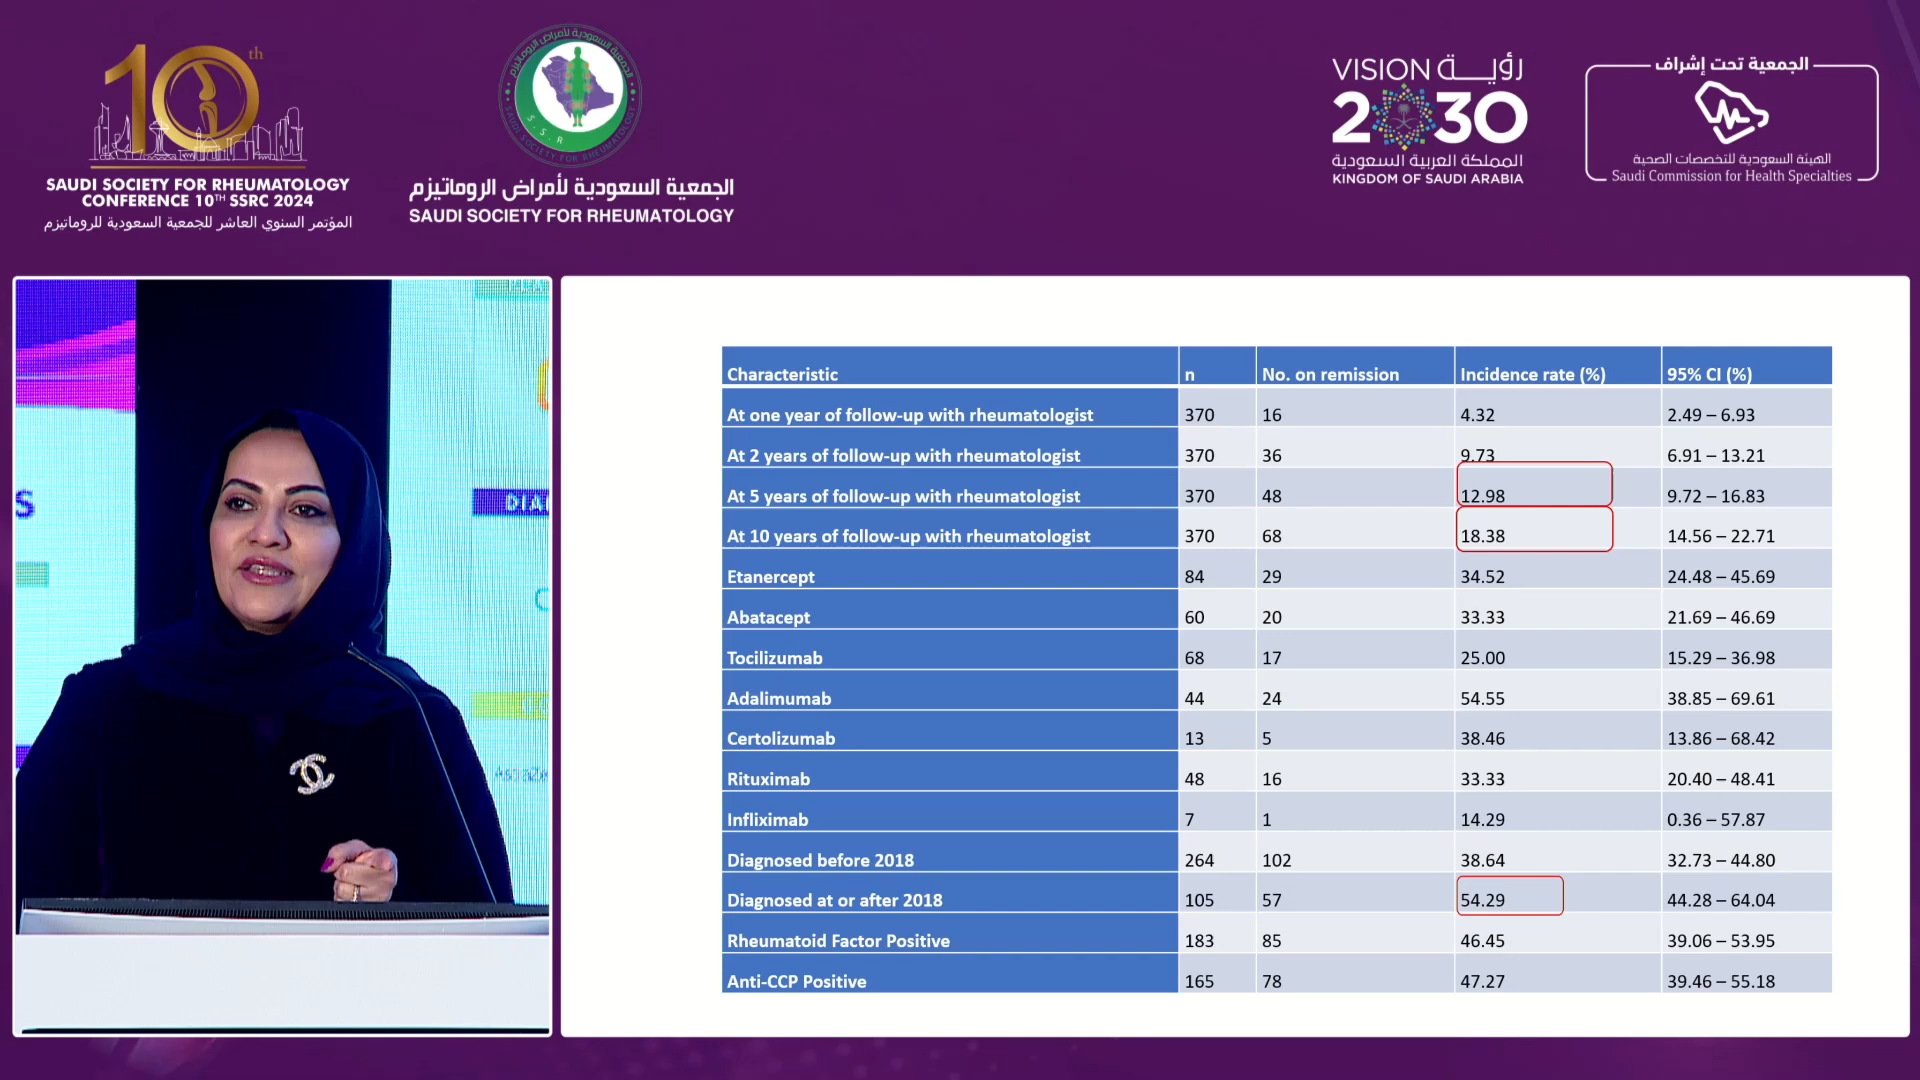 10th
SAUDI SOCIETY FOR RHEUMATOLOGY
CONFERENCE 10TH SSRC 2024
المؤتمر السنوي العاشر للجمعية السعودية للروماتيزم
الجمعية السعودية لأمراض الروماتيزم
S.S.R
SAUDI SOCIETY FOR RHEUMATOLOGY
الجمعية السعودية لأمراض الروماتيزم
SAUDI SOCIETY FOR RHEUMATOLOGY
VISION رؤيـــة
2030
المملكة العربية السعودية
KINGDOM OF SAUDI ARABIA
الجمعية تحت إشراف
الهيئة السعودية للتخصصات الصحية
Saudi Commission for Health Specialties
S
DIA
Characteristic n No. on remission Incidence rate (%) 95% CI (%)
At one year of follow-up with rheumatologist 370 16 4.32 2.49 – 6.93
At 2 years of follow-up with rheumatologist 370 36 9.73 6.91 – 13.21
At 5 years of follow-up with rheumatologist 370 48 12.98 9.72 – 16.83
At 10 years of follow-up with rheumatologist 370 68 18.38 14.56 – 22.71
Etanercept 84 29 34.52 24.48 – 45.69
Abatacept 60 20 33.33 21.69 – 46.69
Tocilizumab 68 17 25.00 15.29 – 36.98
Adalimumab 44 24 54.55 38.85 – 69.61
Certolizumab 13 5 38.46 13.86 – 68.42
Rituximab 48 16 33.33 20.40 – 48.41
Infliximab 7 1 14.29 0.36 – 57.87
Diagnosed before 2018 264 102 38.64 32.73 – 44.80
Diagnosed at or after 2018 105 57 54.29 44.28 – 64.04
Rheumatoid Factor Positive 183 85 46.45 39.06 – 53.95
Anti-CCP Positive 165 78 47.27 39.46 – 55.18